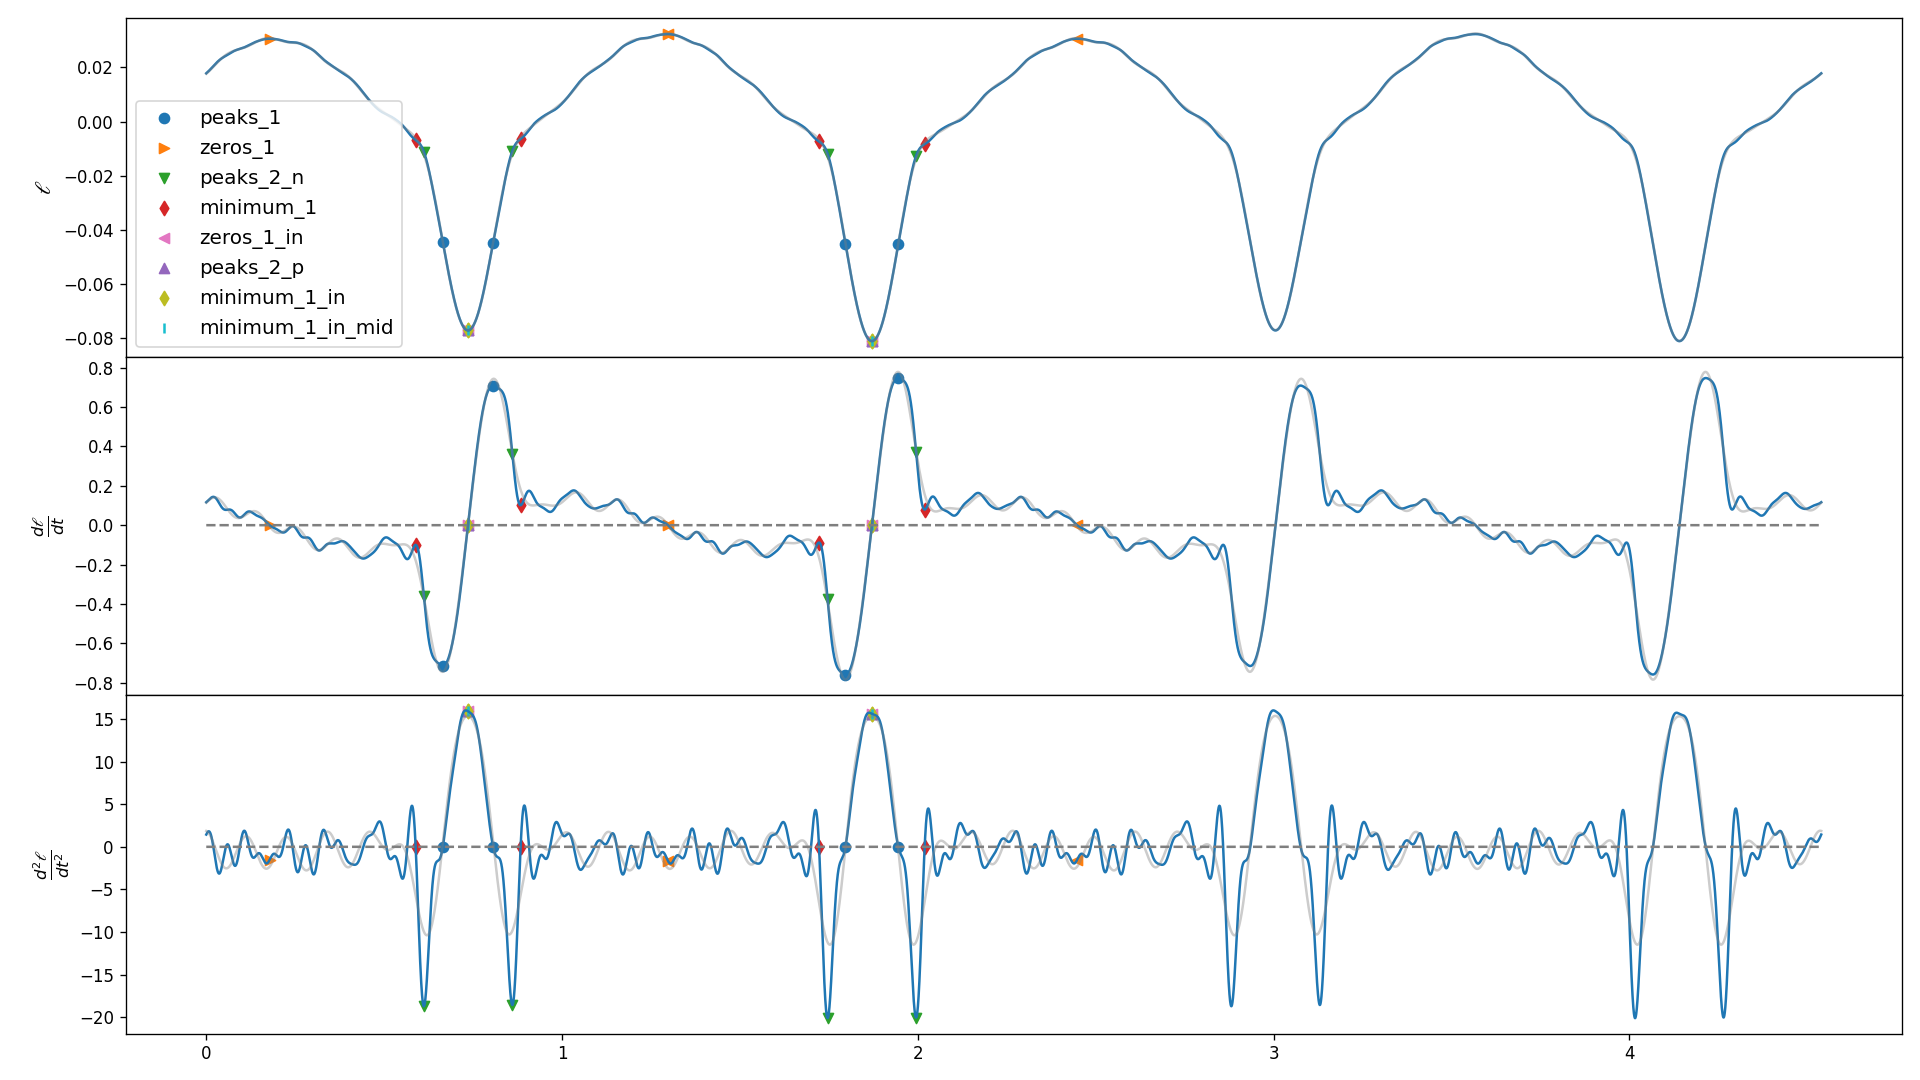 0.02
0.00
−0.02
−0.04
−0.06
−0.08
ℓ
peaks_1
zeros_1
peaks_2_n
minimum_1
zeros_1_in
peaks_2_p
minimum_1_in
minimum_1_in_mid
0.8
0.6
0.4
0.2
0.0
−0.2
−0.4
−0.6
−0.8
dℓ
dt
15
10
5
0
−5
−10
−15
−20
d²ℓ
dt²
0 1 2 3 4